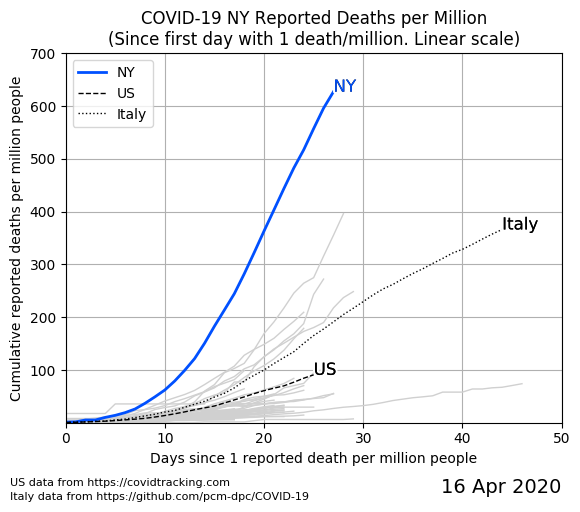 COVID-19 NY Reported Deaths per Million
(Since first day with 1 death/million. Linear scale)
700
600
500
400
300
200
100
Cumulative reported deaths per million people
NY
US
Italy
NY
Italy
US
0
10
20
30
40
50
Days since 1 reported death per million people
US data from https://covidtracking.com
Italy data from https://github.com/pcm-dpc/COVID-19
16 Apr 2020